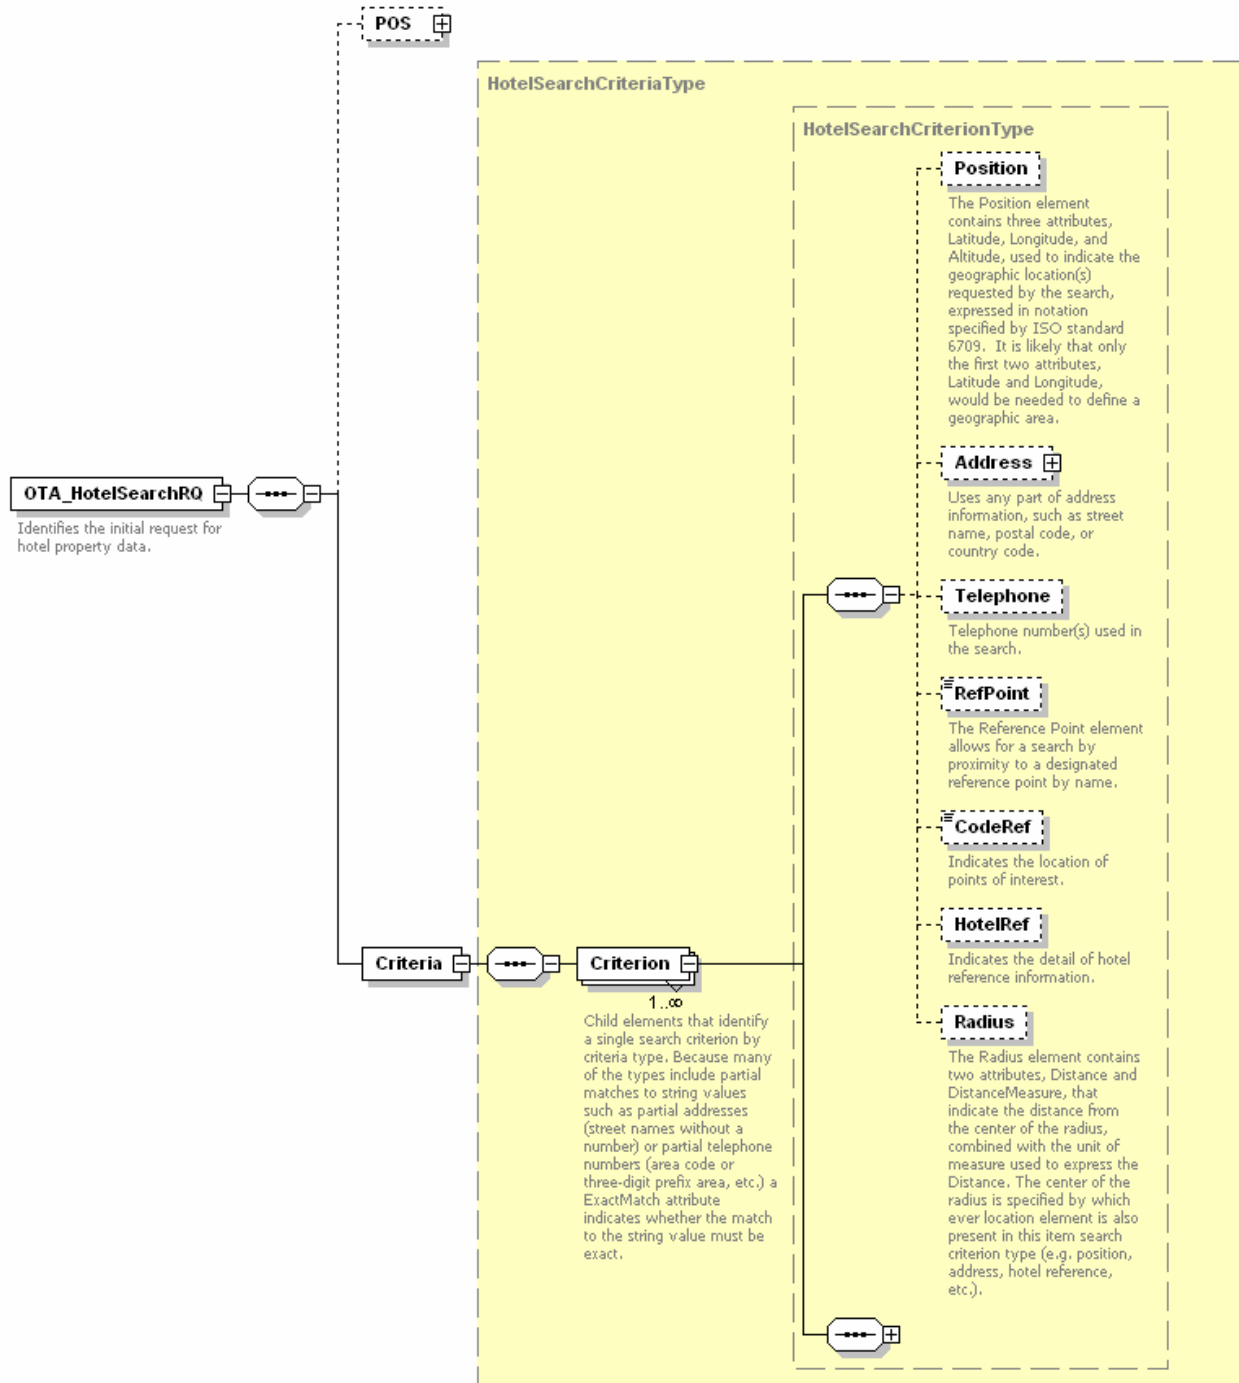 POS
HotelSearchCriteriaType
HotelSearchCriterionType
Position
The Position element
contains three attributes,
Latitude, Longitude, and
Altitude, used to indicate the
geographic location(s)
requested by the search,
expressed in notation
specified by ISO standard
6709.  It is likely that only
the first two attributes,
Latitude and Longitude,
would be needed to define a
geographic area.
Address
Uses any part of address
information, such as street
name, postal code, or
country code.
OTA_HotelSearchRQ
Identifies the initial request for
hotel property data.
Telephone
Telephone number(s) used in
the search.
RefPoint
The Reference Point element
allows for a search by
proximity to a designated
reference point by name.
CodeRef
Indicates the location of
points of interest.
HotelRef
Indicates the detail of hotel
reference information.
Criteria
Criterion
1..∞
Child elements that identify
a single search criterion by
criteria type. Because many
of the types include partial
matches to string values
such as partial addresses
(street names without a
number) or partial telephone
numbers (area code or
three-digit prefix area, etc.) a
ExactMatch attribute
indicates whether the match
to the string value must be
exact.
Radius
The Radius element contains
two attributes, Distance and
DistanceMeasure, that
indicate the distance from
the center of the radius,
combined with the unit of
measure used to express the
Distance. The center of the
radius is specified by which
ever location element is also
present in this item search
criterion type (e.g. position,
address, hotel reference,
etc.).